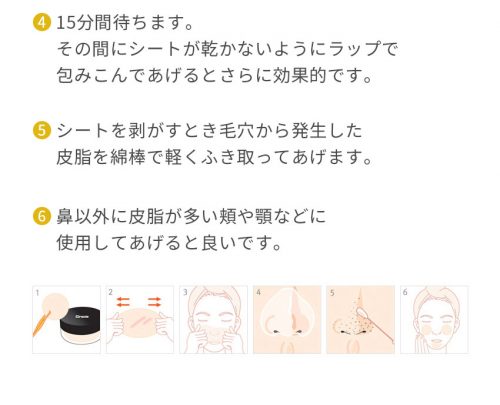 4 15分間待ちます。
その間にシートが乾かないようにラップで
包みこんであげるとさらに効果的です。
5 シートを剥がすとき毛穴から発生した
皮脂を綿棒で軽くふき取ってあげます。
6 鼻以外に皮脂が多い頬や顎などに
使用してあげると良いです。
1 2 3 4 5 6